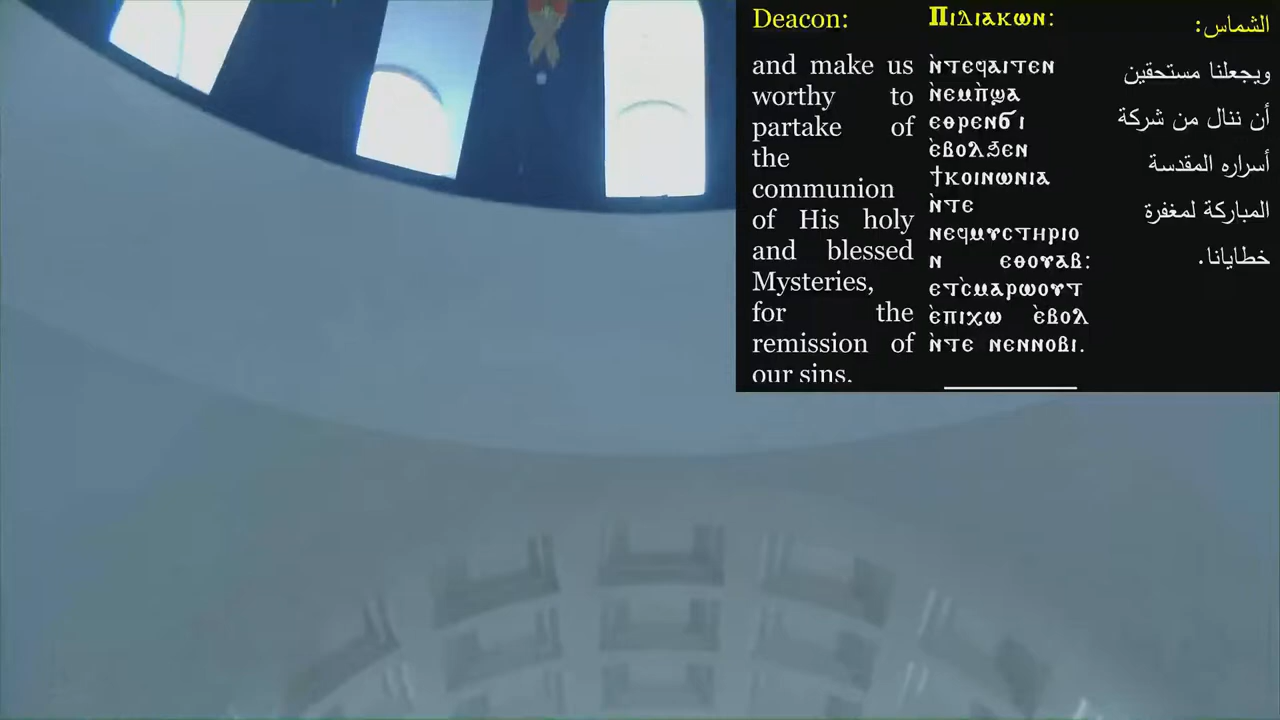 Deacon:
and make us
worthy to
partake of
the
communion
of His holy
and blessed
Mysteries,
for the
remission of
our sins.
Ⲡⲓⲇⲓⲁⲕⲱⲛ:
ⲛ̀ⲧⲉϥⲁⲓⲧⲉⲛ
ⲛ̀ⲉⲙⲡ̀ϣⲁ
ⲉⲑⲣⲉⲛϭⲓ
ⲉ̀ⲃⲟⲗϧⲉⲛ
ϯⲕⲟⲓⲛⲱⲛⲓⲁ
ⲛ̀ⲧⲉ
ⲛⲉϥⲙⲩⲥⲧⲏⲣⲓⲟ
ⲛ ⲉⲑⲟⲩⲁⲃ:
ⲉⲧⲥ̀ⲙⲁⲣⲱⲟⲩⲧ
ⲉ̀ⲡⲓⲭⲱ ⲉ̀ⲃⲟⲗ
ⲛ̀ⲧⲉ ⲛⲉⲛⲛⲟⲃⲓ.
الشماس:
ويجعلنا مستحقين
أن ننال من شركة
أسراره المقدسة
المباركة لمغفرة
خطايانا.